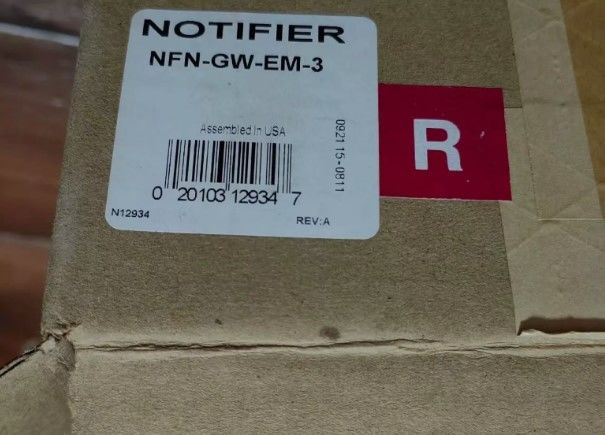 NOTIFIER
NFN-GW-EM-3
Assembled in USA
092115-0811
0 20103 12934 7
N12934
REV:A
R